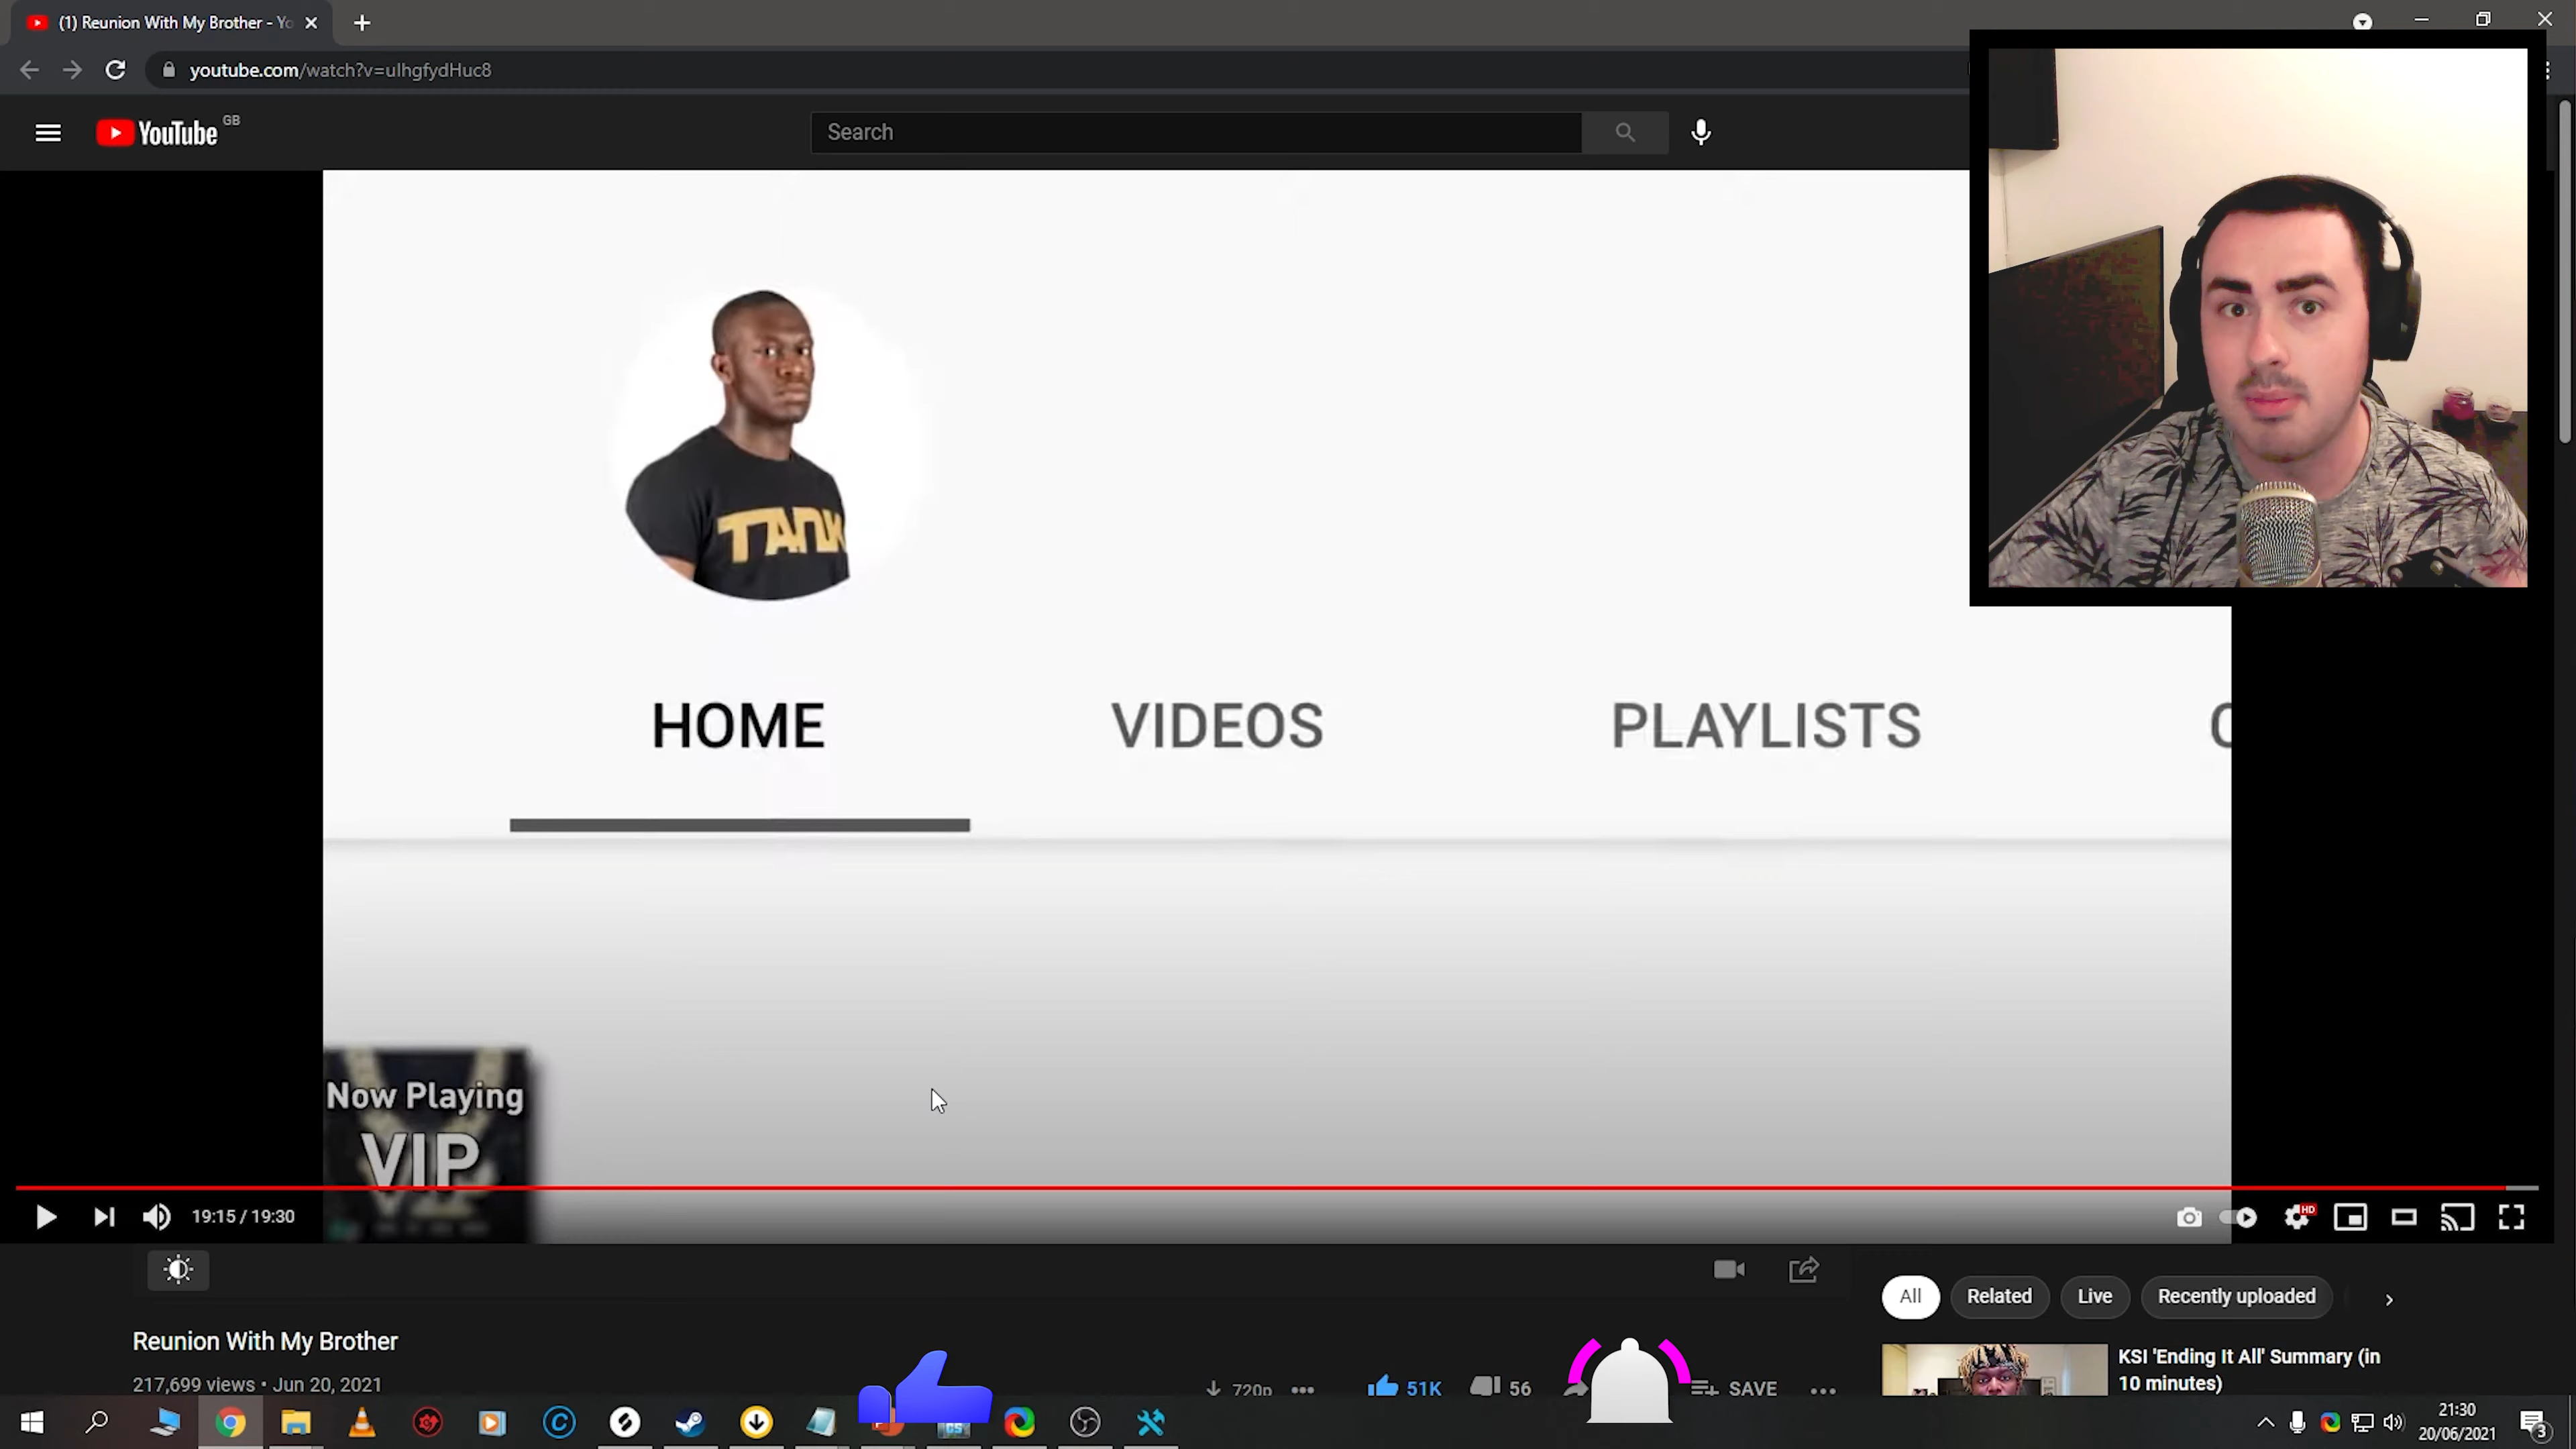 (1) Reunion With My Brother - Yo
youtube.com/watch?v=ulhgfydHuc8
YouTube GB
Search
TANK
HOME VIDEOS PLAYLISTS
Now Playing
VIP
19:15 / 19:30
HD
All Related Live Recently uploaded
Reunion With My Brother
217,699 views • Jun 20, 2021
720p 51K 56 SAVE
KSI 'Ending It All' Summary (in
10 minutes)
21:30
20/06/2021
3